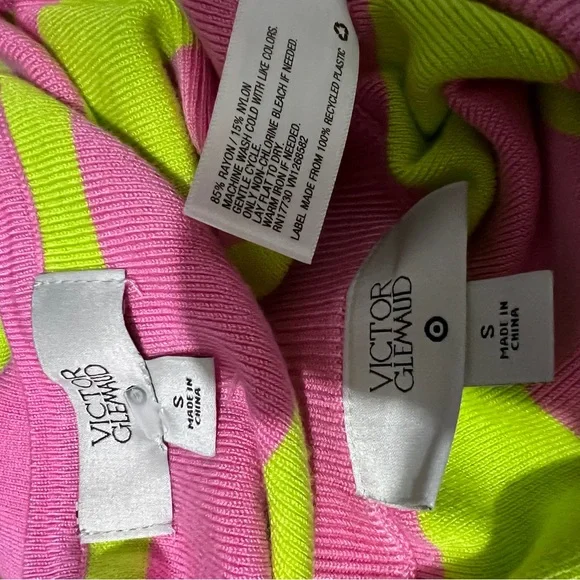 85% RAYON / 15% NYLON
MACHINE WASH COLD WITH LIKE COLORS.
GENTLE CYCLE.
ONLY NON-CHLORINE BLEACH IF NEEDED.
LAY FLAT TO DRY.
WARM IRON IF NEEDED.
RN17730 VN1266582
LABEL MADE FROM 100% RECYCLED PLASTIC
VICTOR
GLEMAUD
S
MADE IN
CHINA
VICTOR
GLEMAUD
S
MADE IN
CHINA